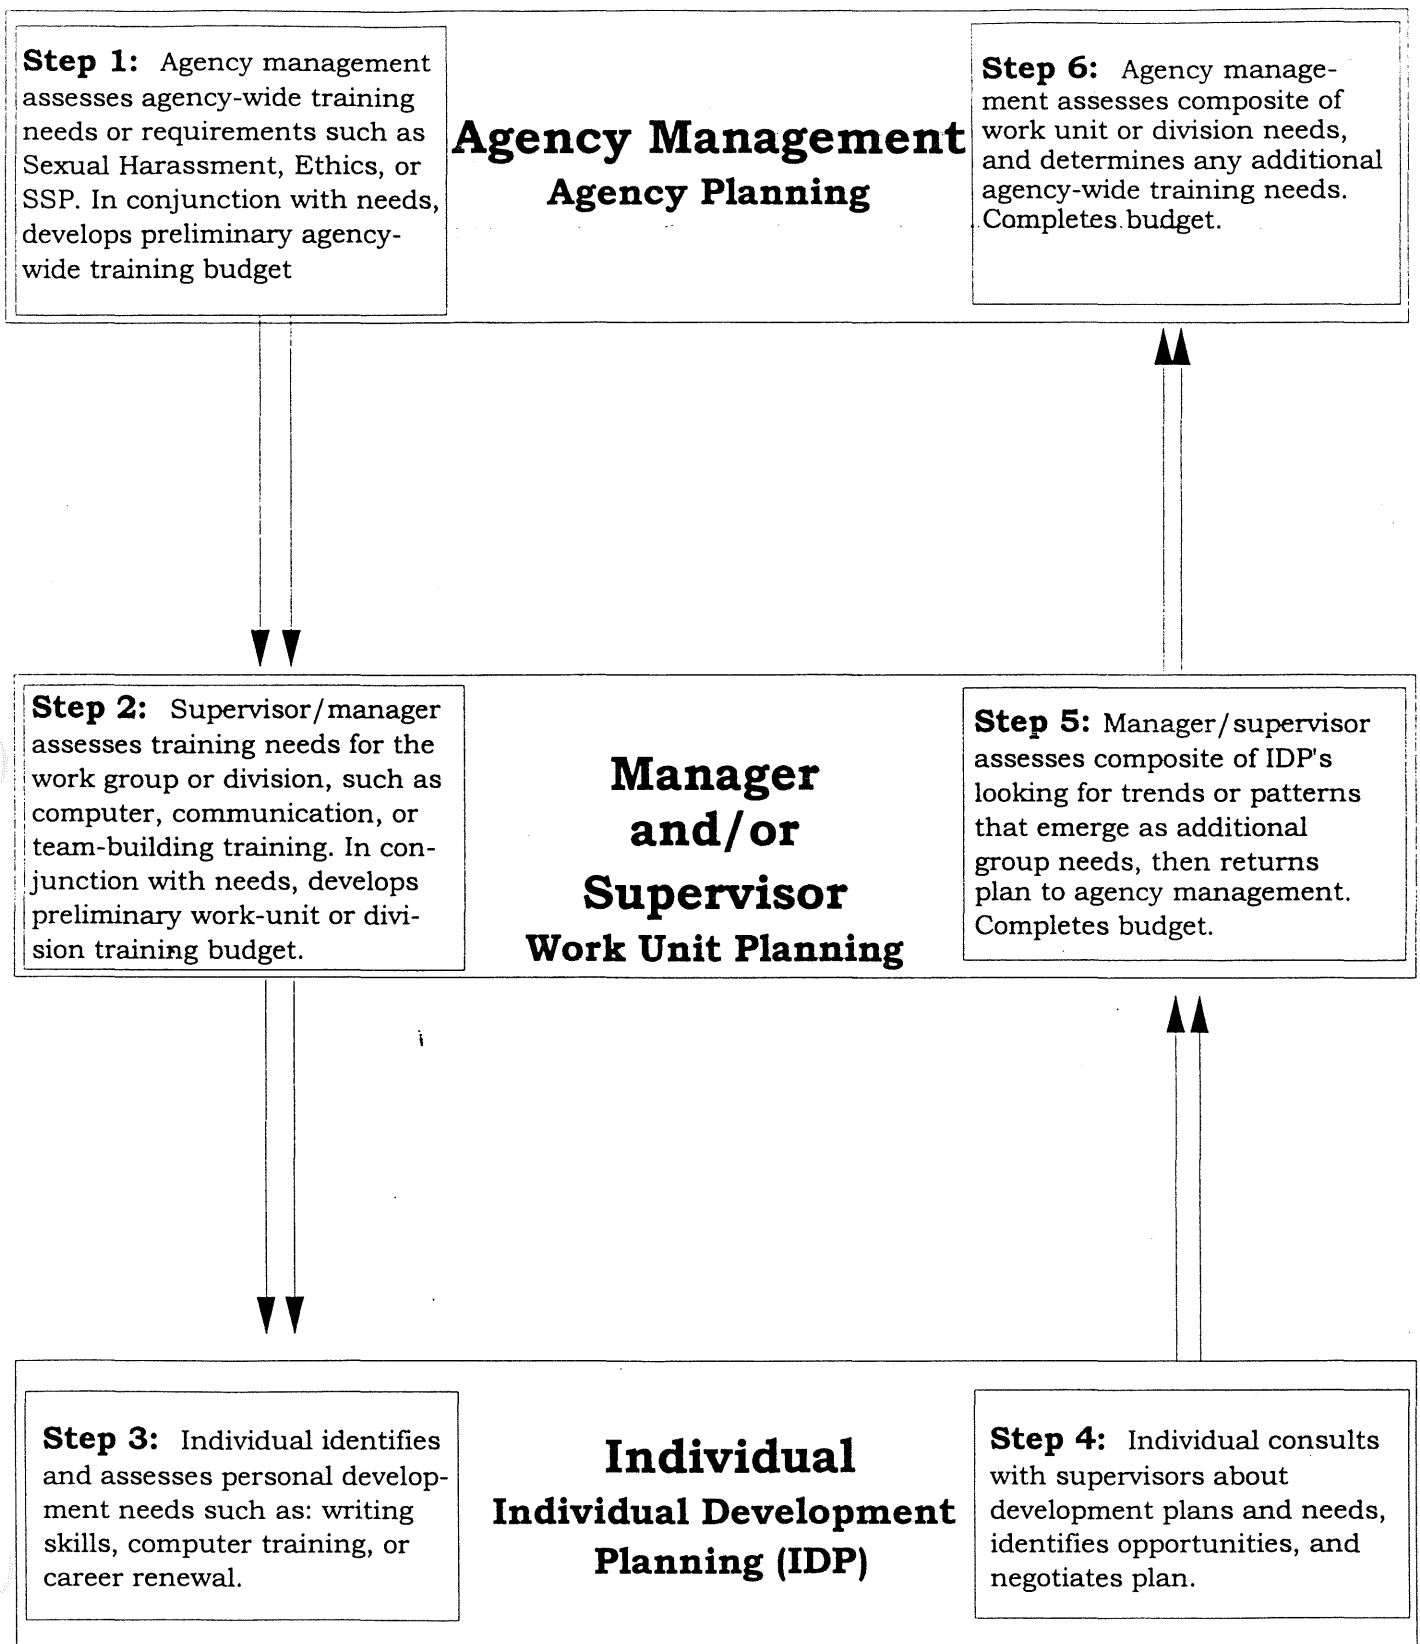 Step 1: Agency management
assesses agency-wide training
needs or requirements such as
Sexual Harassment, Ethics, or
SSP. In conjunction with needs,
develops preliminary agency-
wide training budget
Agency Management
Agency Planning
Step 6: Agency manage-
ment assesses composite of
work unit or division needs,
and determines any additional
agency-wide training needs.
Completes budget.
Step 2: Supervisor/manager
assesses training needs for the
work group or division, such as
computer, communication, or
team-building training. In con-
junction with needs, develops
preliminary work-unit or divi-
sion training budget.
Manager
and/or
Supervisor
Work Unit Planning
Step 5: Manager/supervisor
assesses composite of IDP's
looking for trends or patterns
that emerge as additional
group needs, then returns
plan to agency management.
Completes budget.
Step 3: Individual identifies
and assesses personal develop-
ment needs such as: writing
skills, computer training, or
career renewal.
Individual
Individual Development
Planning (IDP)
Step 4: Individual consults
with supervisors about
development plans and needs,
identifies opportunities, and
negotiates plan.